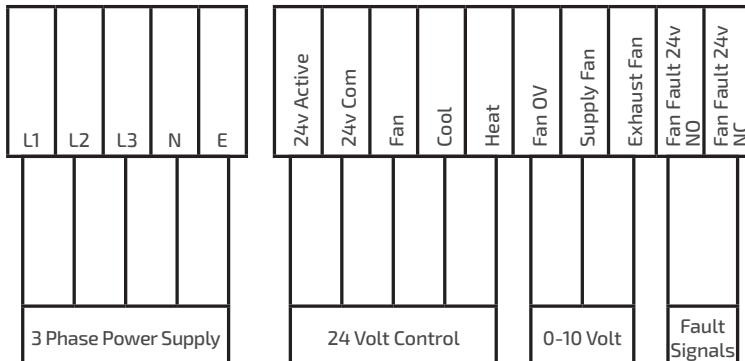 L1
L2
L3
N
E
24v Active
24v Com
Fan
Cool
Heat
Fan 0V
Supply Fan
Exhaust Fan
Fan Fault 24v
NO
Fan Fault 24v
NC
3 Phase Power Supply
24 Volt Control
0-10 Volt
Fault
Signals